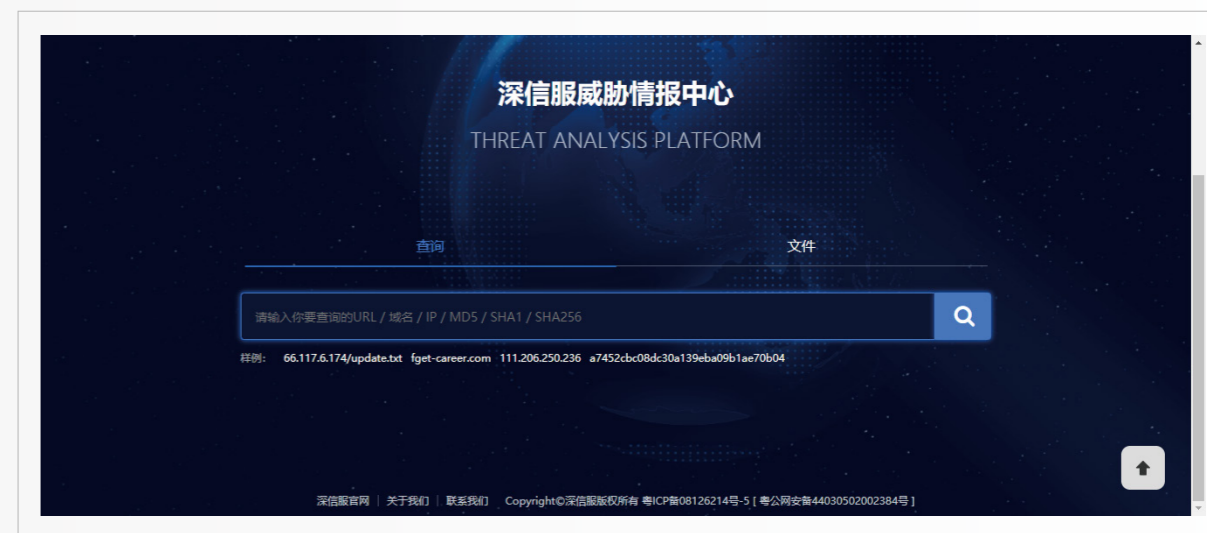 深信服威胁情报中心
THREAT ANALYSIS PLATFORM
查询 文件
请输入你要查询的URL / 域名 / IP / MD5 / SHA1 / SHA256
样例: 66.117.6.174/update.txt fget-career.com 111.206.250.236 a7452cbc08dc30a139eba09b1ae70b04
深信服官网 | 关于我们 | 联系我们 Copyright©深信服版权所有 粤ICP备08126214号-5 [ 粤公网安备44030502002384号 ]